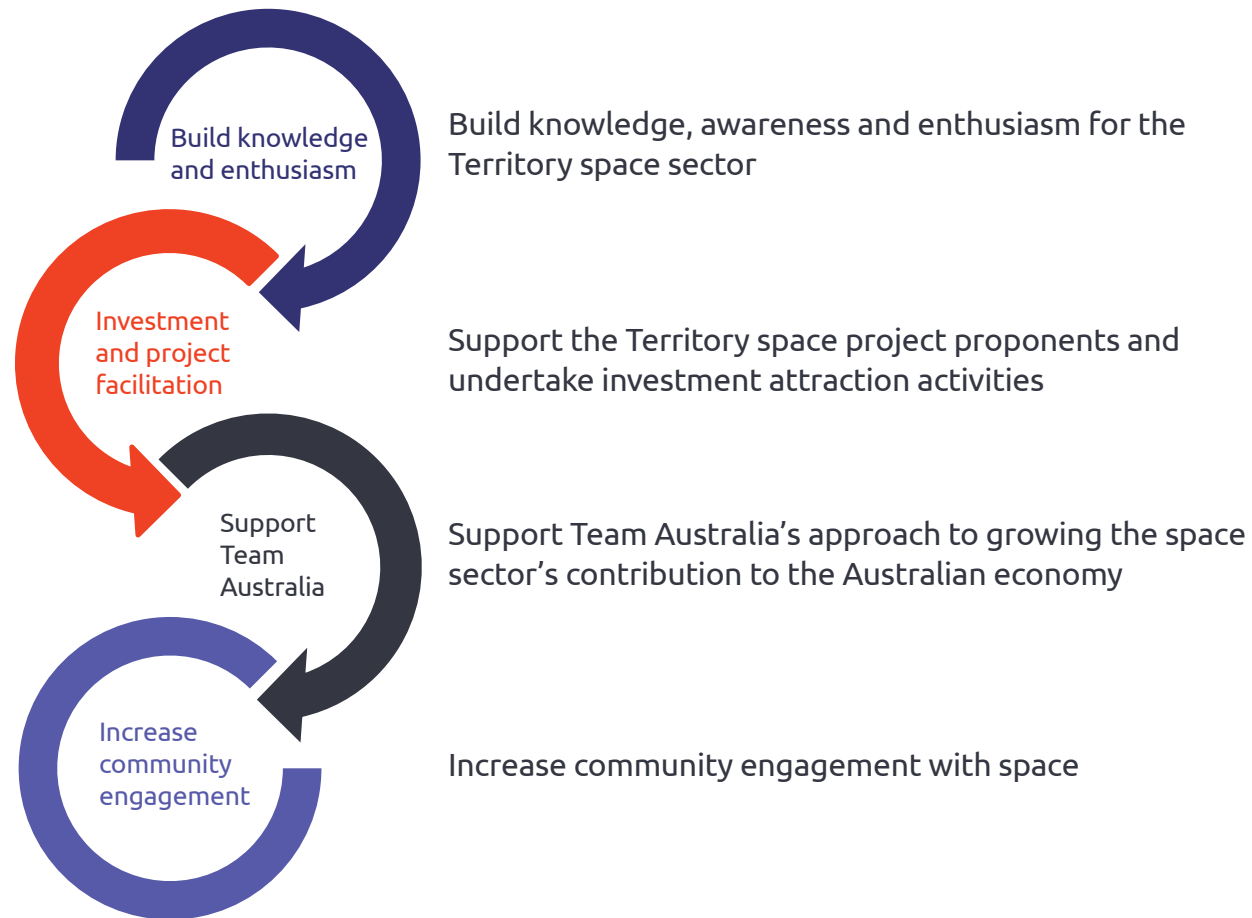 Build knowledge
and enthusiasm
Build knowledge, awareness and enthusiasm for the
Territory space sector
Investment
and project
facilitation
Support the Territory space project proponents and
undertake investment attraction activities
Support
Team
Australia
Support Team Australia’s approach to growing the space
sector’s contribution to the Australian economy
Increase
community
engagement
Increase community engagement with space